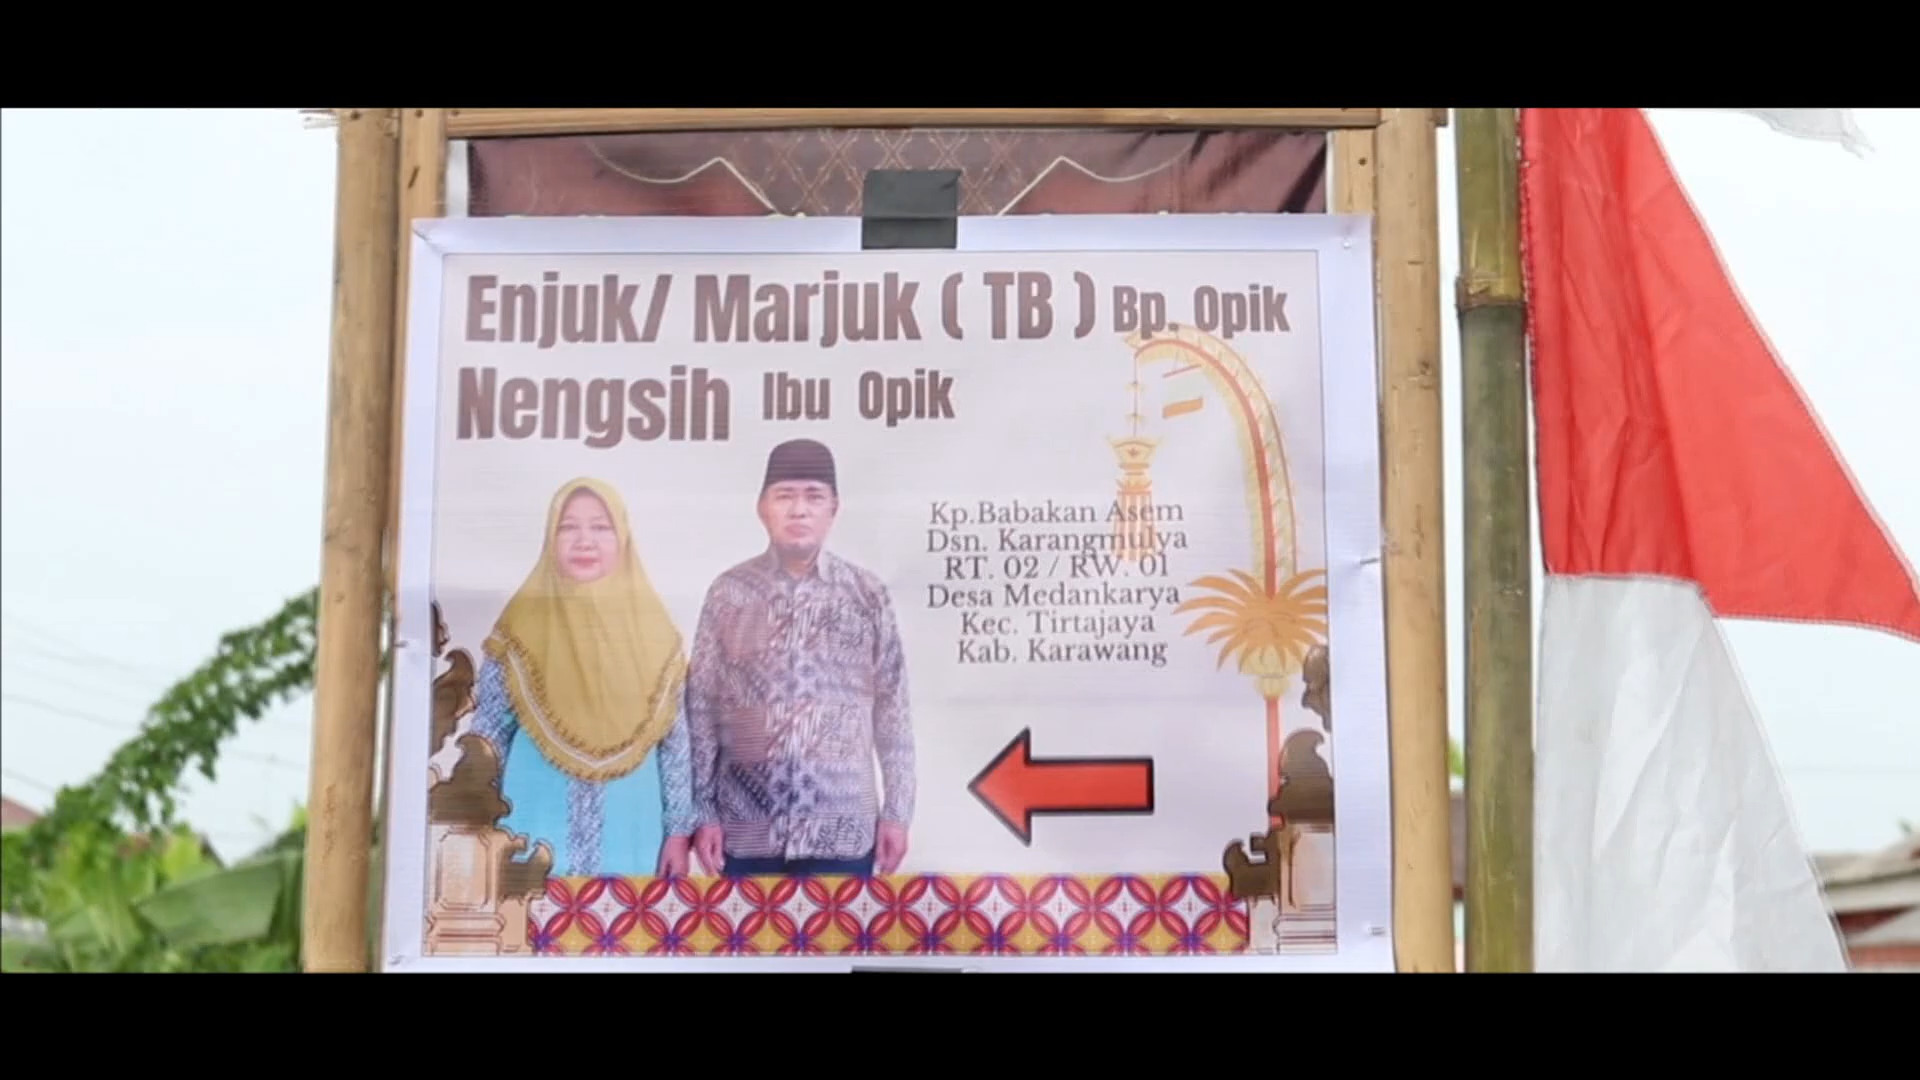 Enjuk/ Marjuk ( TB ) Bp. Opik
Nengsih Ibu Opik
Kp.Babakan Asem
Dsn. Karangmulya
RT. 02 / RW. 01
Desa Medankarya
Kec. Tirtajaya
Kab. Karawang